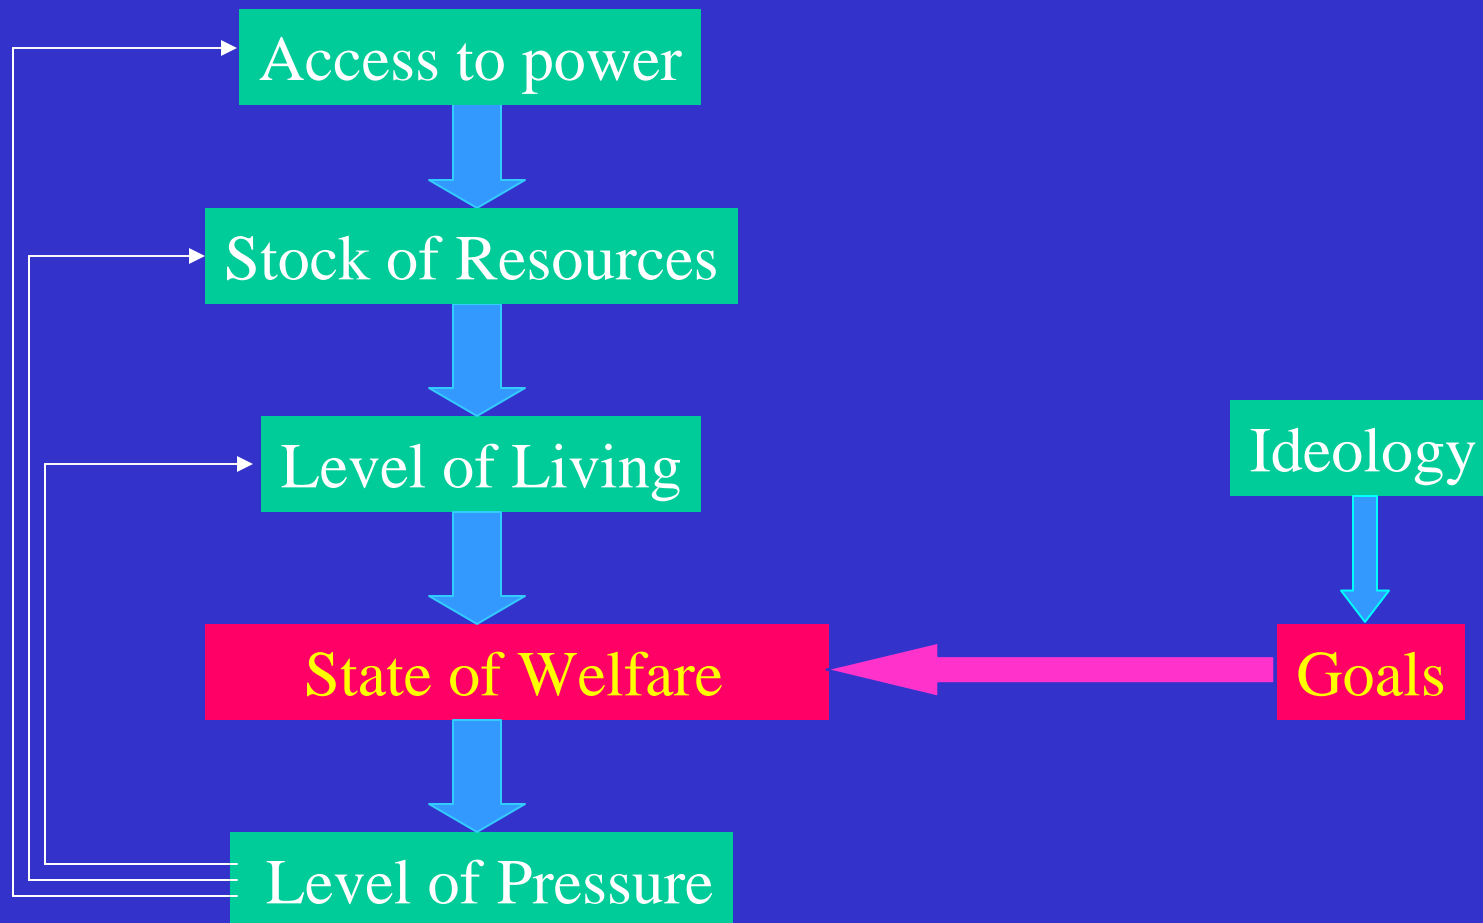 Access to power
Stock of Resources
Level of Living
Ideology
State of Welfare
Goals
Level of Pressure